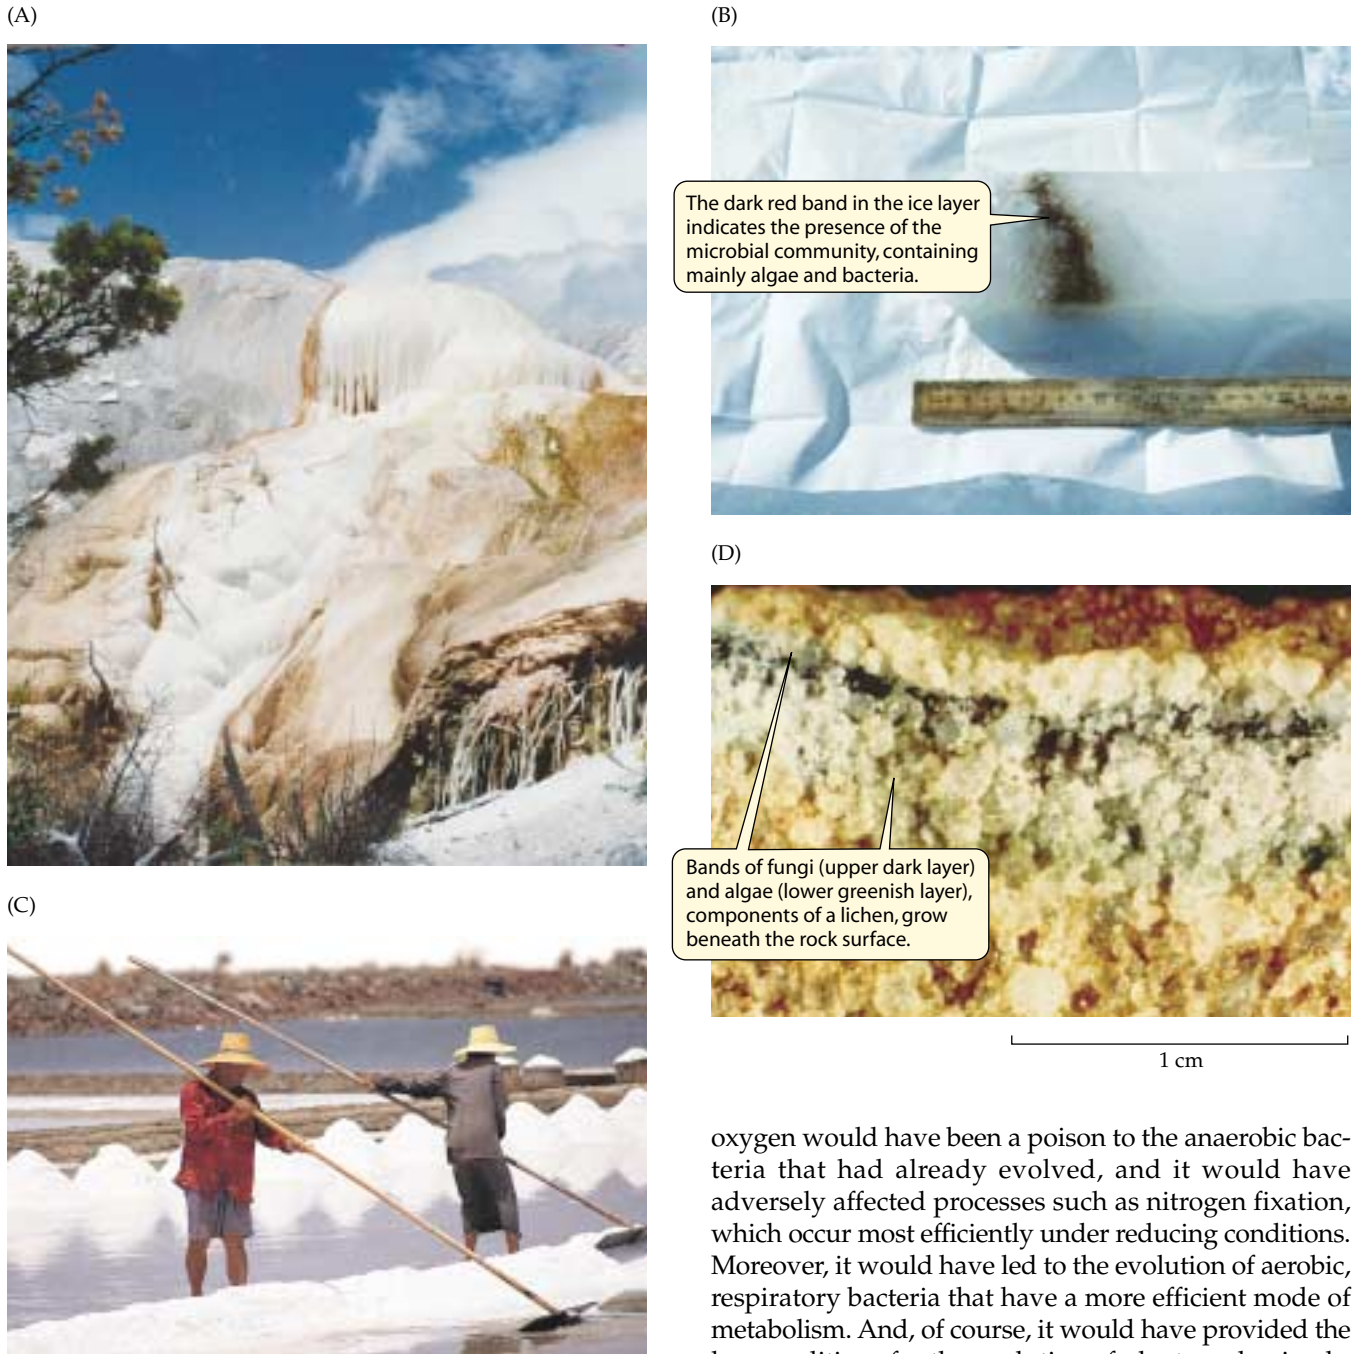 (A)
(B)
The dark red band in the ice layer
indicates the presence of the
microbial community, containing
mainly algae and bacteria.
(D)
Bands of fungi (upper dark layer)
and algae (lower greenish layer),
components of a lichen, grow
beneath the rock surface.
1 cm
(C)
oxygen would have been a poison to the anaerobic bac-
teria that had already evolved, and it would have
adversely affected processes such as nitrogen fixation,
which occur most efficiently under reducing conditions.
Moreover, it would have led to the evolution of aerobic,
respiratory bacteria that have a more efficient mode of
metabolism. And, of course, it would have provided the